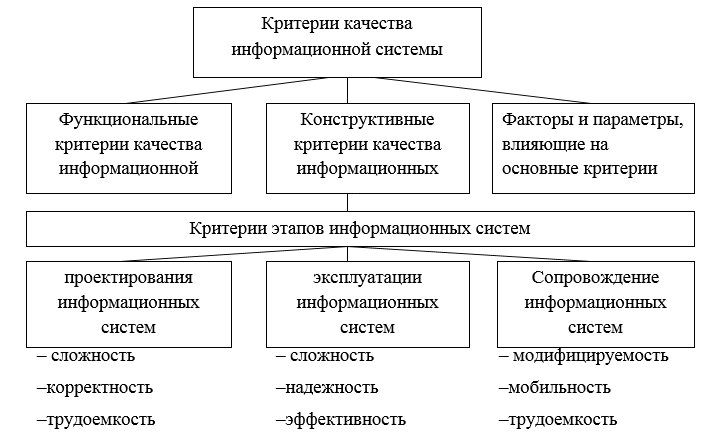 Критерии качества
информационной системы
Функциональные
критерии качества
информационной
Конструктивные
критерии качества
информационных
Факторы и параметры,
влияющие на
основные критерии
Критерии этапов информационных систем
проектирования
информационных
систем
эксплуатации
информационных
систем
Сопровождение
информационных
систем
– сложность
–корректность
–трудоемкость
– сложность
–надежность
–эффективность
– модифицируемость
–мобильность
–трудоемкость